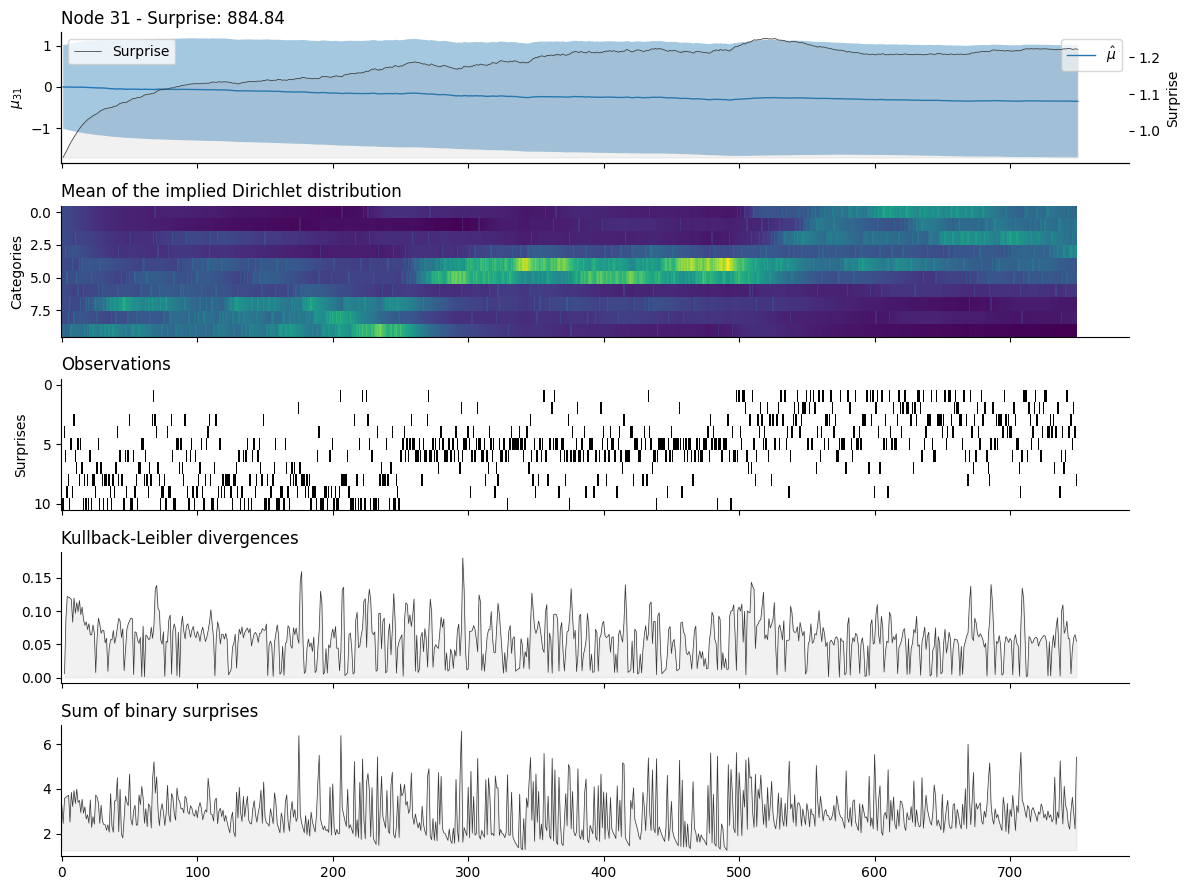 Node 31 - Surprise: 884.84
Surprise
μ̂
1
0
−1
μ31
1.2
1.1
1.0
Surprise
Mean of the implied Dirichlet distribution
0.0
2.5
5.0
7.5
Categories
Observations
0
5
10
Surprises
Kullback-Leibler divergences
0.15
0.10
0.05
0.00
Sum of binary surprises
6
4
2
0 100 200 300 400 500 600 700